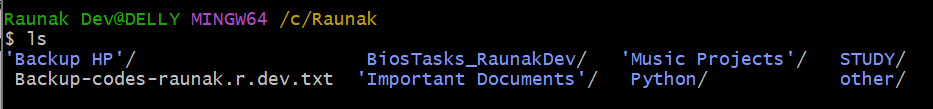 Raunak Dev@DELLY MINGW64 /c/Raunak
$ ls
'Backup HP'/ BiosTasks_RaunakDev/ 'Music Projects'/ STUDY/
Backup-codes-raunak.r.dev.txt 'Important Documents'/ Python/ other/